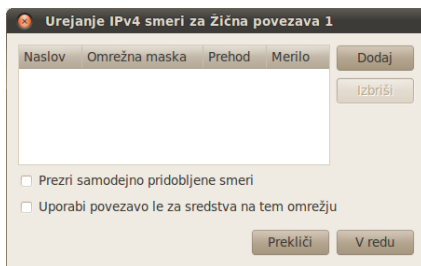 Urejanje IPv4 smeri za Žična povezava 1
Naslov Omrežna maska Prehod Merilo
Dodaj
Izbriši
Prezri samodejno pridobljene smeri
Uporabi povezavo le za sredstva na tem omrežju
Prekliči V redu